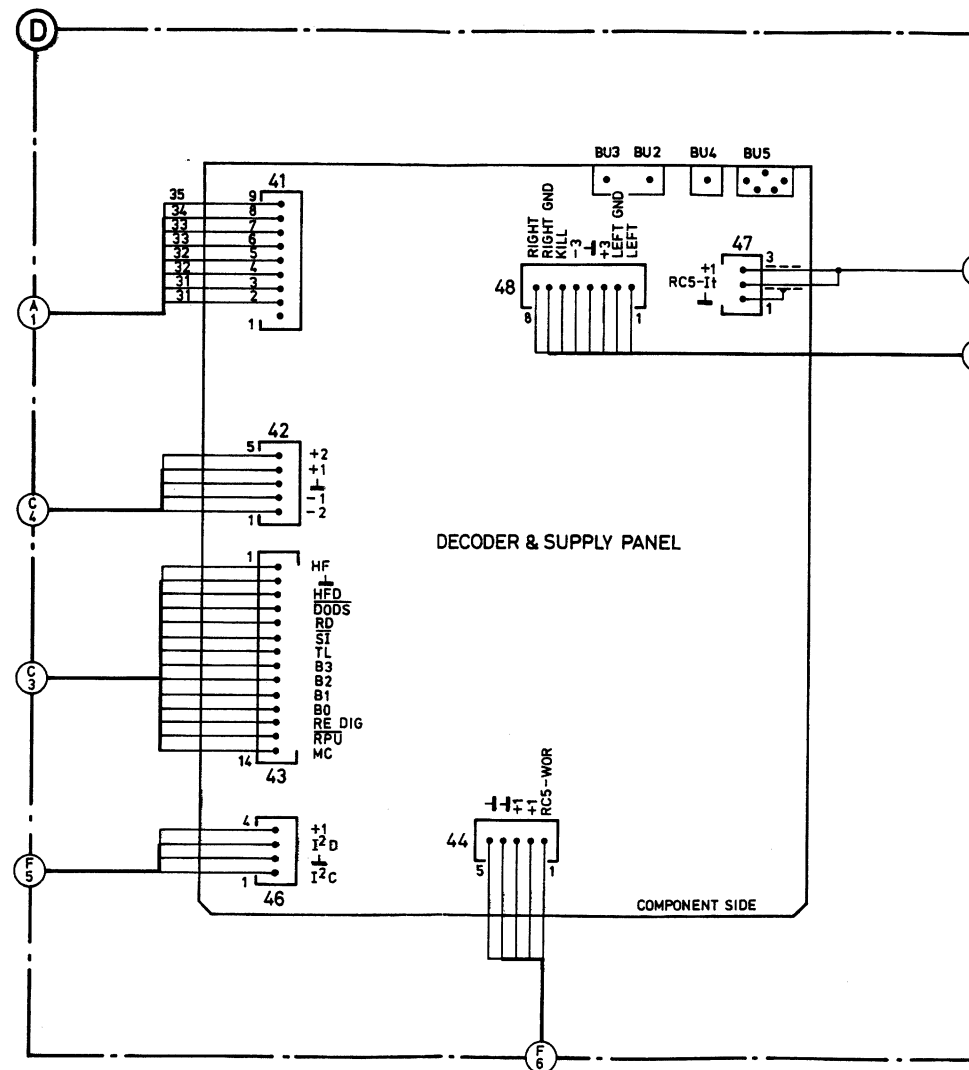 D
BU3 BU2 BU4 BU5
41
35 9
34 8
33 7
33 6
32 5
32 4
31 3
31 2
1
A
1
RIGHT
RIGHT GND
KILL
-3
+3
LEFT GND
LEFT
48
8 1
47
3
+1
RC5-It
1
42
5 +2
+1
-1
1 -2
C
4
DECODER & SUPPLY PANEL
1 HF
HFD
DODS
RD
SI
TL
B3
B2
B1
B0
RE DIG
RPU
14 MC
43
C
3
4 +1
I²D
1 I²C
46
F
5
+1
+1
RC5-WOR
44
5 1
COMPONENT SIDE
F
6